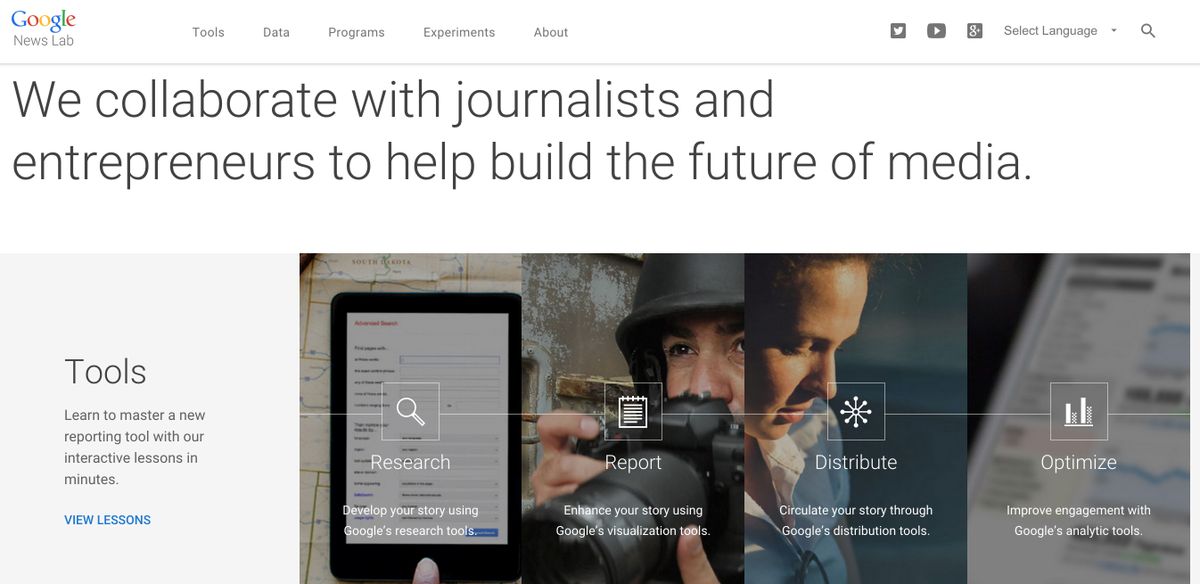 Google
News Lab
Tools
Data
Programs
Experiments
About
Select Language
We collaborate with journalists and
entrepreneurs to help build the future of media.
Tools
Learn to master a new
reporting tool with our
interactive lessons in
minutes.
VIEW LESSONS
SOUTH DAKOTA
Advanced Search
Find pages with...
Research
Develop your story using
Google's research tools.
Report
Enhance your story using
Google's visualization tools.
Distribute
Circulate your story through
Google's distribution tools.
Optimize
Improve engagement with
Google's analytic tools.